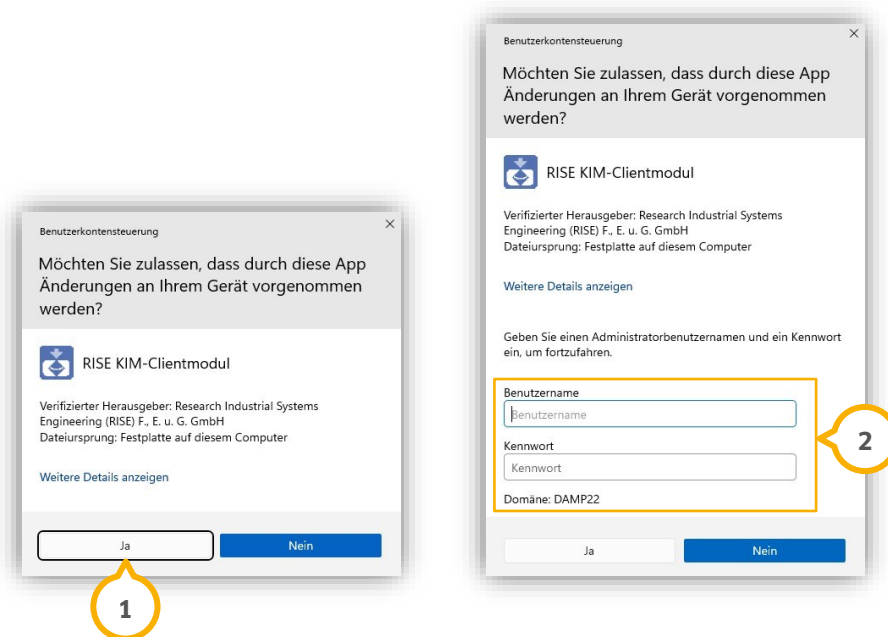 Benutzerkontensteuerung
Möchten Sie zulassen, dass durch diese App
Änderungen an Ihrem Gerät vorgenommen
werden?
RISE KIM-Clientmodul
Verifizierter Herausgeber: Research Industrial Systems
Engineering (RISE) F., E. u. G. GmbH
Dateiursprung: Festplatte auf diesem Computer
Weitere Details anzeigen
Ja
Nein
1
Benutzerkontensteuerung
Möchten Sie zulassen, dass durch diese App
Änderungen an Ihrem Gerät vorgenommen
werden?
RISE KIM-Clientmodul
Verifizierter Herausgeber: Research Industrial Systems
Engineering (RISE) F., E. u. G. GmbH
Dateiursprung: Festplatte auf diesem Computer
Weitere Details anzeigen
Geben Sie einen Administratorbenutzernamen und ein Kennwort
ein, um fortzufahren.
Benutzername
Benutzername
Kennwort
Kennwort
Domäne: DAMP22
2
Ja
Nein